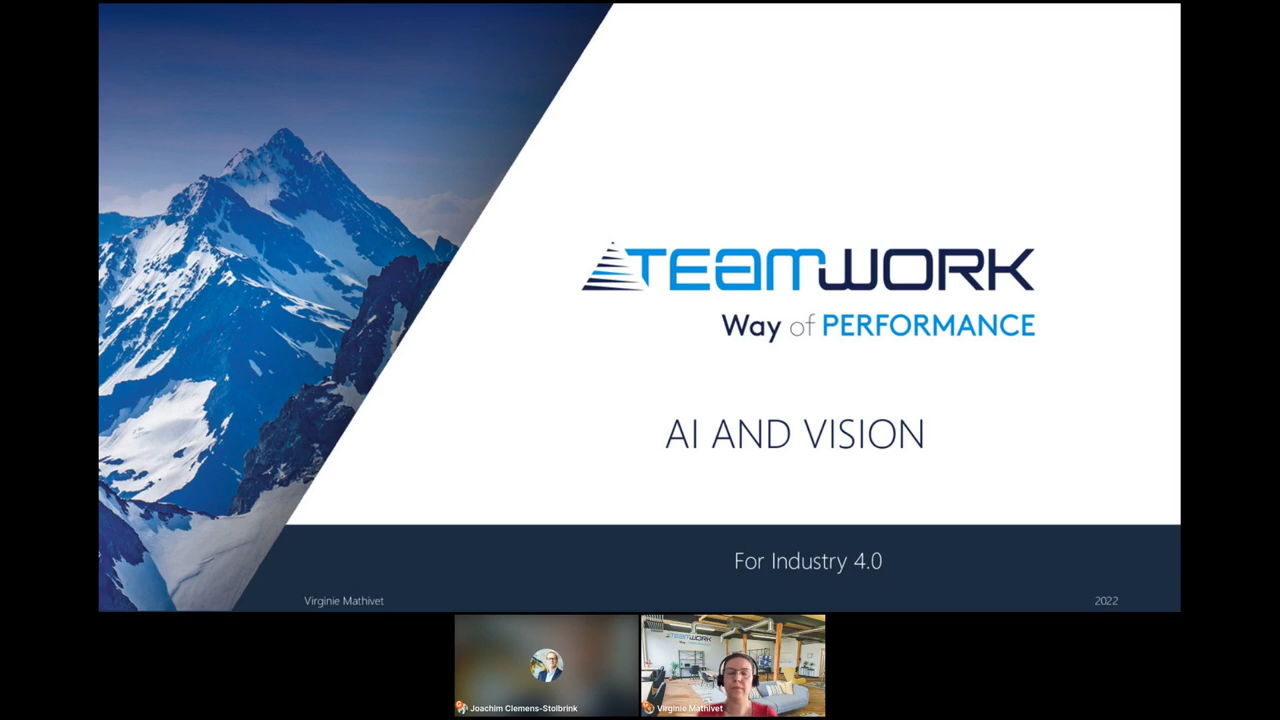 TEAMWORK
Way of PERFORMANCE
AI AND VISION
For Industry 4.0
Virginie Mathivet
2022
TEAMWORK
Joachim Clemens-Stolbrink
Virginie Mathivet